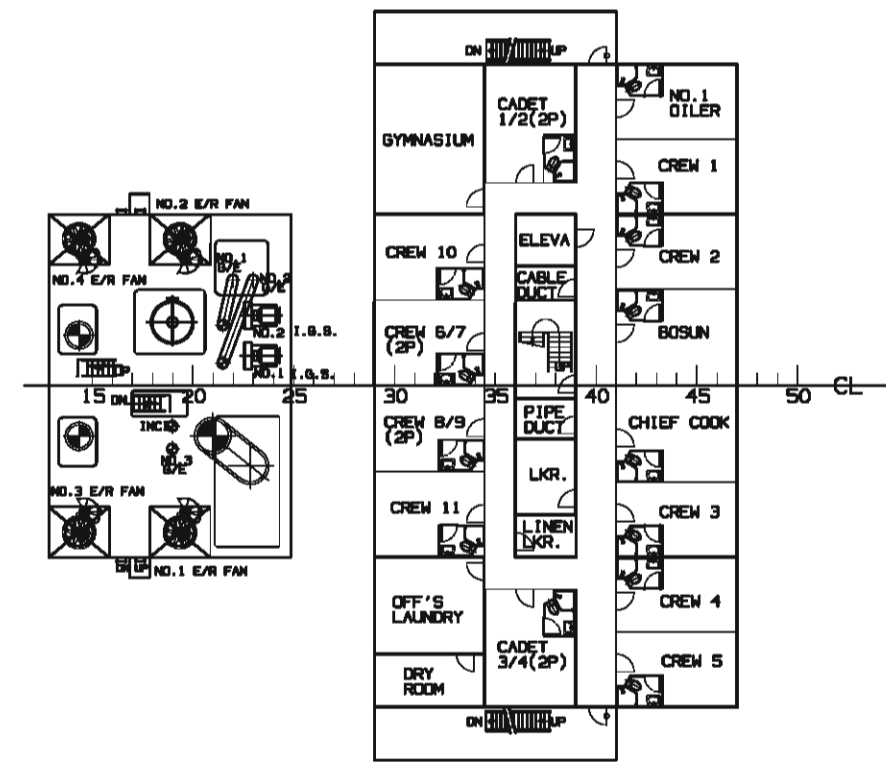 DN UP
CADET
1/2(2P)
NO.1
OILER
GYMNASIUM
CREW 1
NO.2 E/R FAN
ELEVA
CREW 10
CREW 2
NO.1
G/E
NO.2
G/E
NO.4 E/R FAN
CABLE
DUCT
CREW 6/7
(2P)
BOSUN
NO.2 I.G.S.
UP
UP
NO.1 I.G.S.
15 20 25 30 35 40 45 50 CL
DN
PIPE
DUCT
CREW 8/9
(2P)
CHIEF COOK
NO.3
G/E
LKR.
NO.3 E/R FAN
CREW 11
CREW 3
LINEN
LKR.
DN UP
NO.1 E/R FAN
OFF'S
LAUNDRY
CREW 4
CADET
3/4(2P)
CREW 5
DRY
ROOM
DN UP